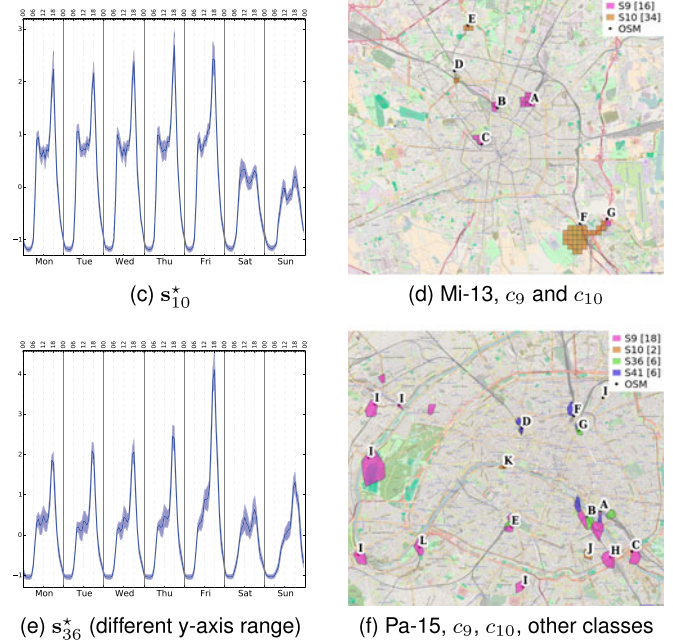 00 06 12 18 00 06 12 18 00 06 12 18 00 06 12 18 00 06 12 18 00 06 12 18 00 06 12 18 00
3
2
1
0
−1
Mon Tue Wed Thu Fri Sat Sun
(c) s⋆10
S9 [16]
S10 [34]
OSM
E
D
B A
C
F G
(d) Mi-13, c9 and c10
00 06 12 18 00 06 12 18 00 06 12 18 00 06 12 18 00 06 12 18 00 06 12 18 00 06 12 18 00
4
3
2
1
0
−1
Mon Tue Wed Thu Fri Sat Sun
(e) s⋆36 (different y-axis range)
S9 [18]
S10 [2]
S36 [6]
S41 [6]
OSM
I I I I
F
D G
I
K
A
B
E
L J H C
I
I
(f) Pa-15, c9, c10, other classes